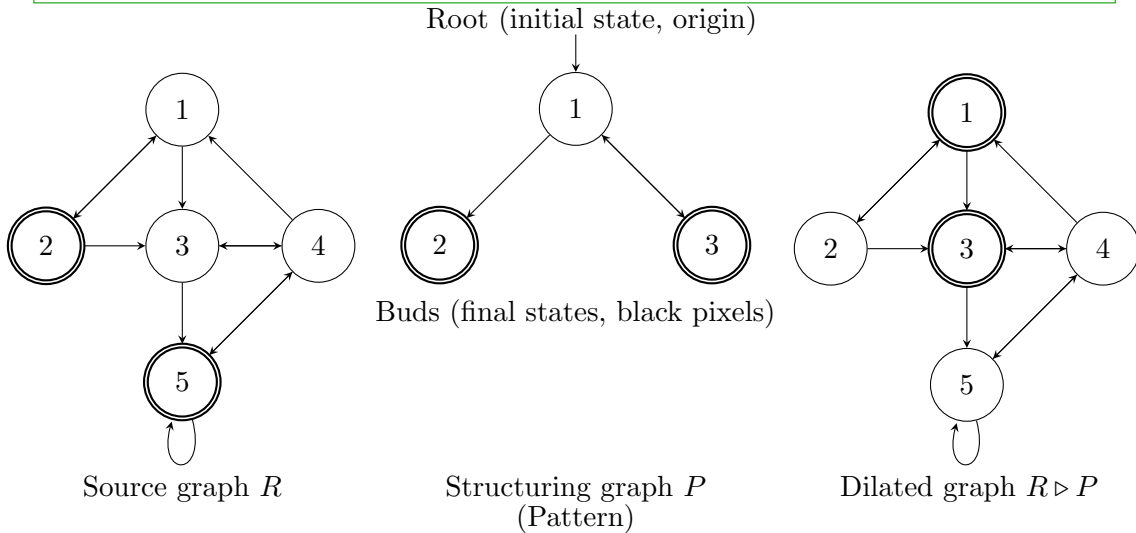 Root (initial state, origin)
1
2
3
4
5
Source graph R
1
2
3
Buds (final states, black pixels)
Structuring graph P
(Pattern)
1
2
3
4
5
Dilated graph R ▷ P